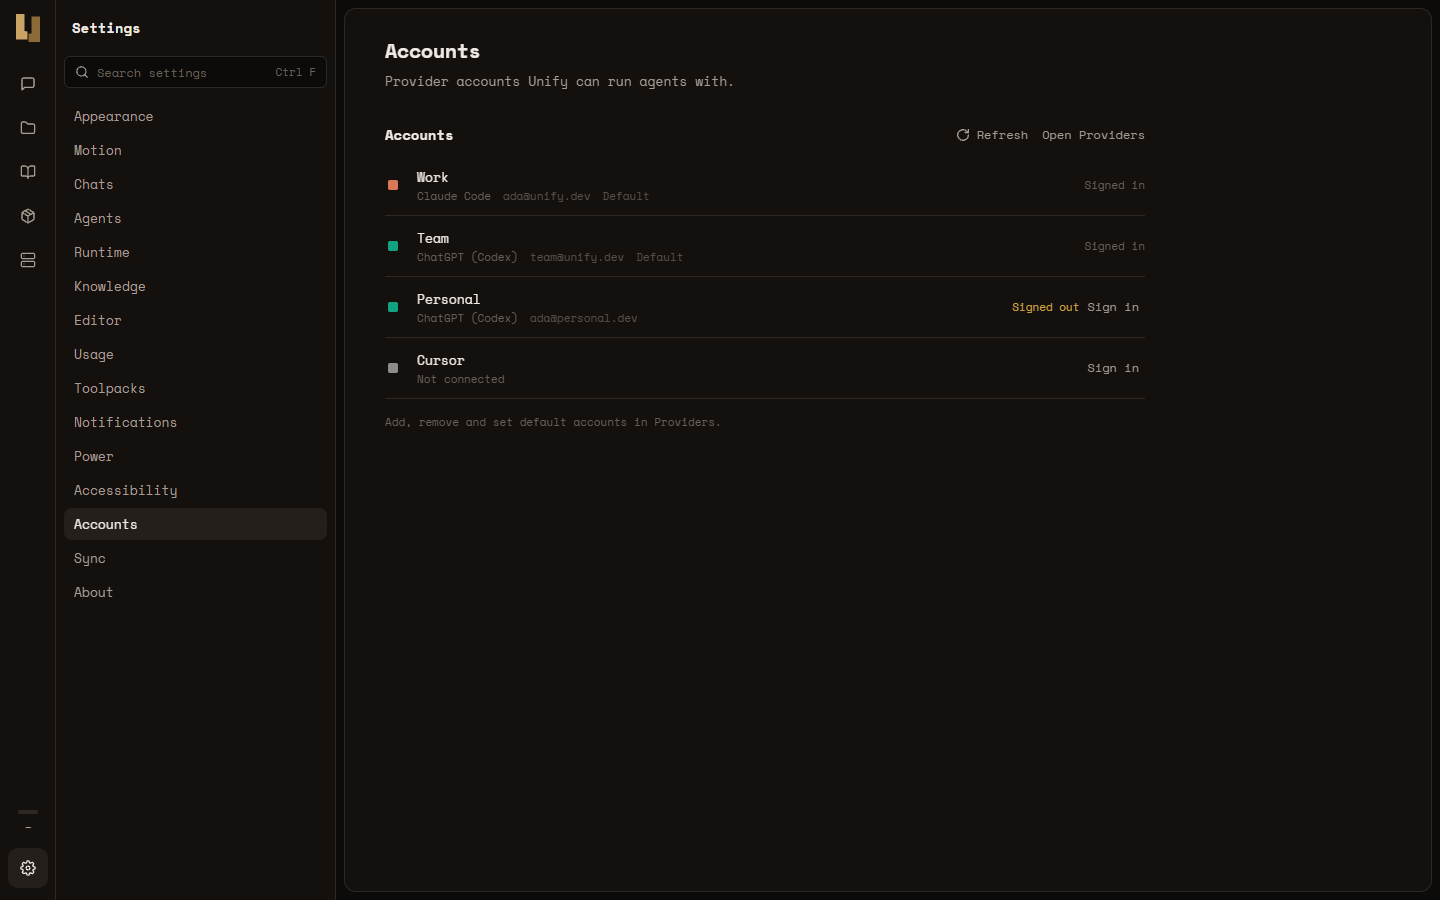 Settings
Search settings Ctrl F
Appearance
Motion
Chats
Agents
Runtime
Knowledge
Editor
Usage
Toolpacks
Notifications
Power
Accessibility
Accounts
Sync
About
–
Accounts
Provider accounts Unify can run agents with.
Accounts Refresh Open Providers
Work
Claude Code ada@unify.dev Default
Signed in
Team
ChatGPT (Codex) team@unify.dev Default
Signed in
Personal
ChatGPT (Codex) ada@personal.dev
Signed out Sign in
Cursor
Not connected
Sign in
Add, remove and set default accounts in Providers.